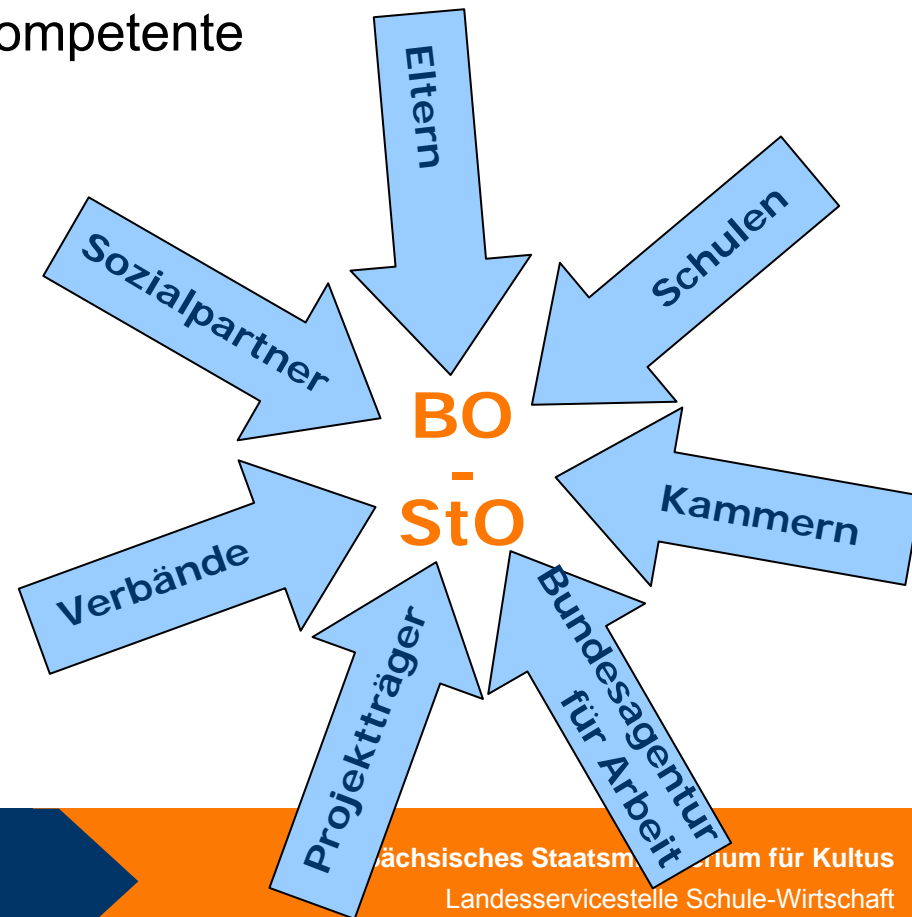 ompetente
Eltern
Schulen
Sozialpartner
BO
-
StO
Kammern
Verbände
Bundesagentur
für Arbeit
Projektträger
ächsisches Staatsm erium für Kultus
Landesservicestelle Schule-Wirtschaft